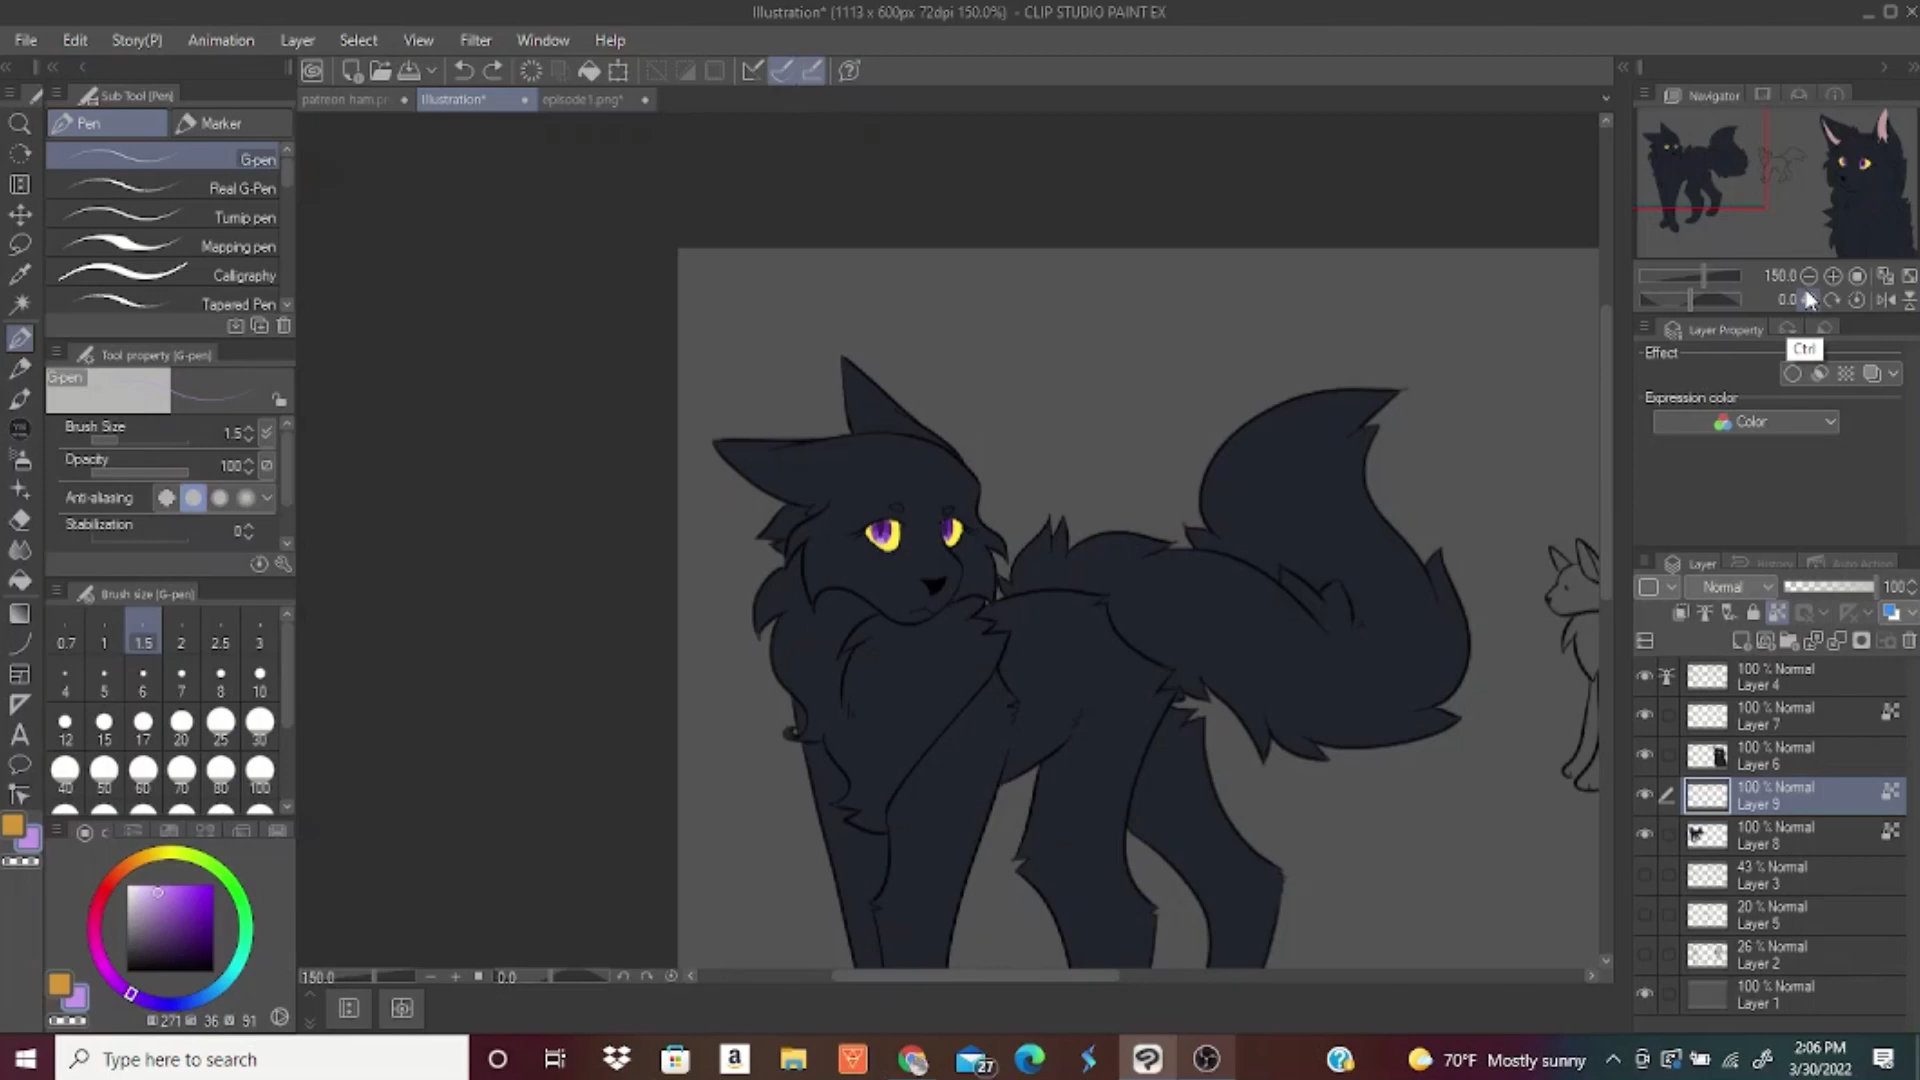 Illustration* (1113 x 600px 72dpi 150.0%) - CLIP STUDIO PAINT EX
File Edit Story(P) Animation Layer Select View Filter Window Help
Sub Tool [Pen]
patreon ham.pr Illustration* episode1.png*
Navigator
Pen Marker
G-pen
Real G-Pen
Turnip pen
Mapping pen
Calligraphy
Tapered Pen
150.0
0.0
Layer Property
Tool property [G-pen]
Ctrl
Effect
G-pen
Expression color
Color
Brush Size 1.5
Opacity 100
Anti-aliasing
Stabilization 0
Layer History Auto Action
Normal 100
Brush size [G-pen]
0.7 1 1.5 2 2.5 3
4 5 6 7 8 10
12 15 17 20 25 30
40 50 60 70 80 100
100 % Normal
Layer 4
100 % Normal
Layer 7
100 % Normal
Layer 6
100 % Normal
Layer 9
100 % Normal
Layer 8
43 % Normal
Layer 3
20 % Normal
Layer 5
26 % Normal
Layer 2
100 % Normal
Layer 1
150.0 0.0
271 36 91
Type here to search
27
70°F Mostly sunny
2:06 PM
3/30/2022